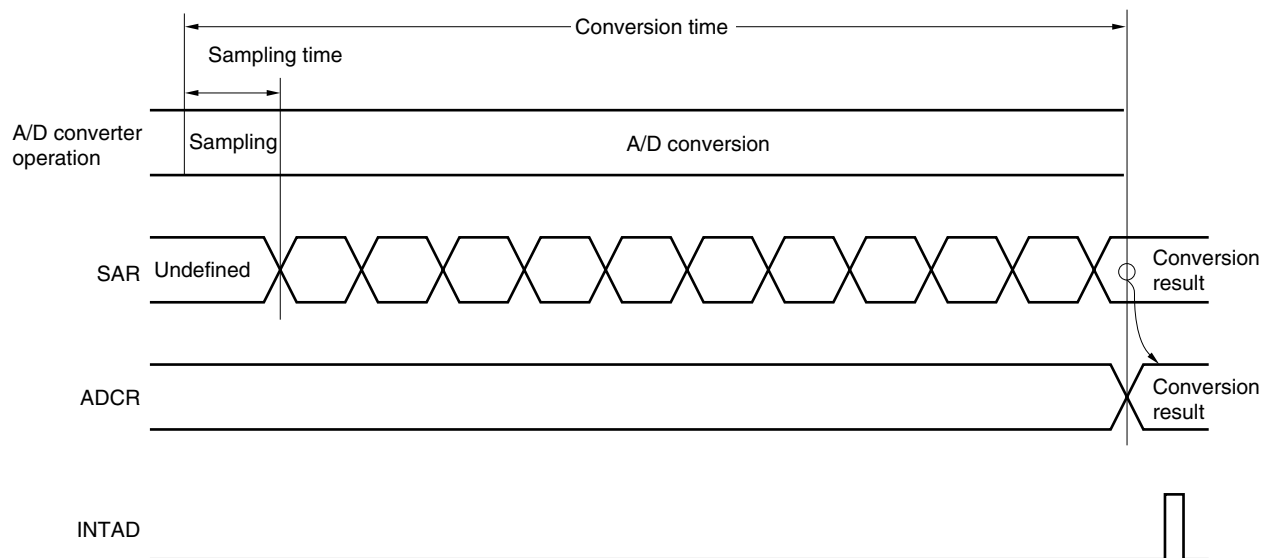 Conversion time
Sampling time
A/D converter
operation
Sampling
A/D conversion
SAR
Undefined
Conversion
result
ADCR
Conversion
result
INTAD